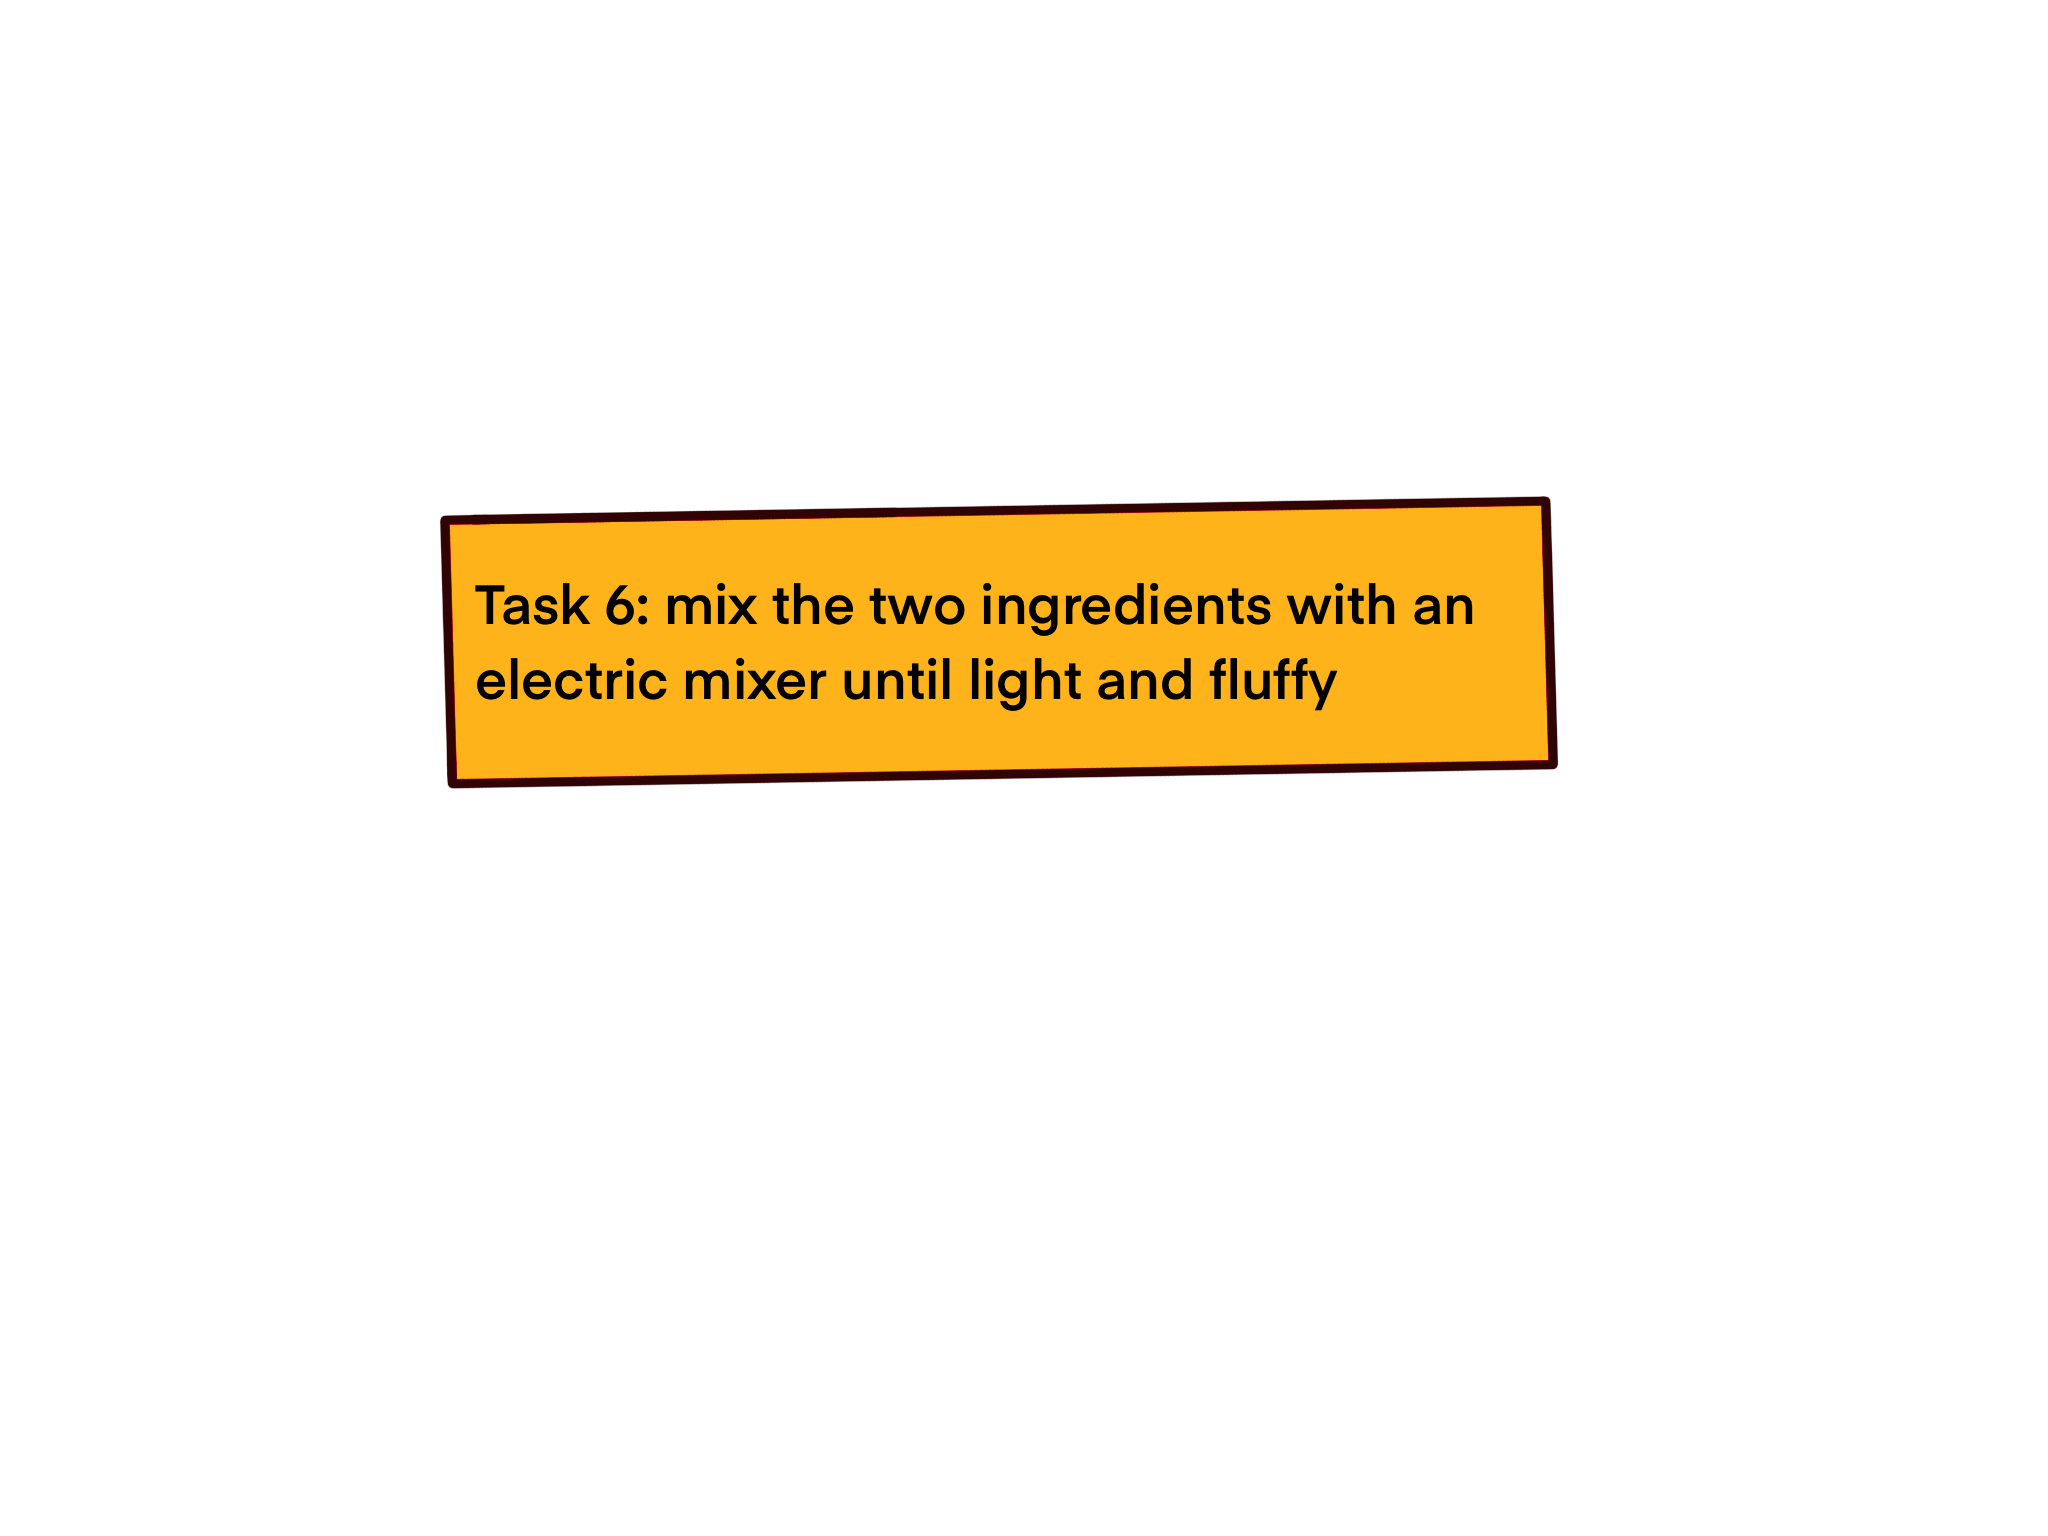 Task 6: mix the two ingredients with an
electric mixer until light and fluffy